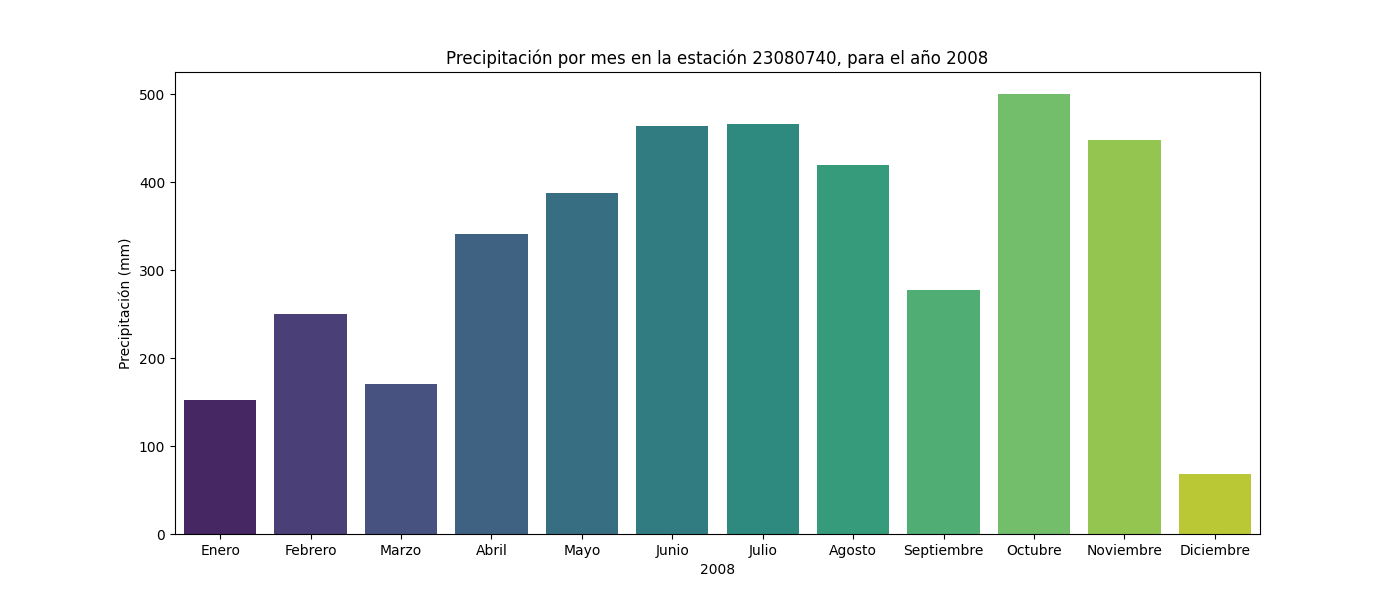 Precipitación por mes en la estación 23080740, para el año 2008
Precipitación (mm)
500
400
300
200
100
0
Enero Febrero Marzo Abril Mayo Junio Julio Agosto Septiembre Octubre Noviembre Diciembre
2008